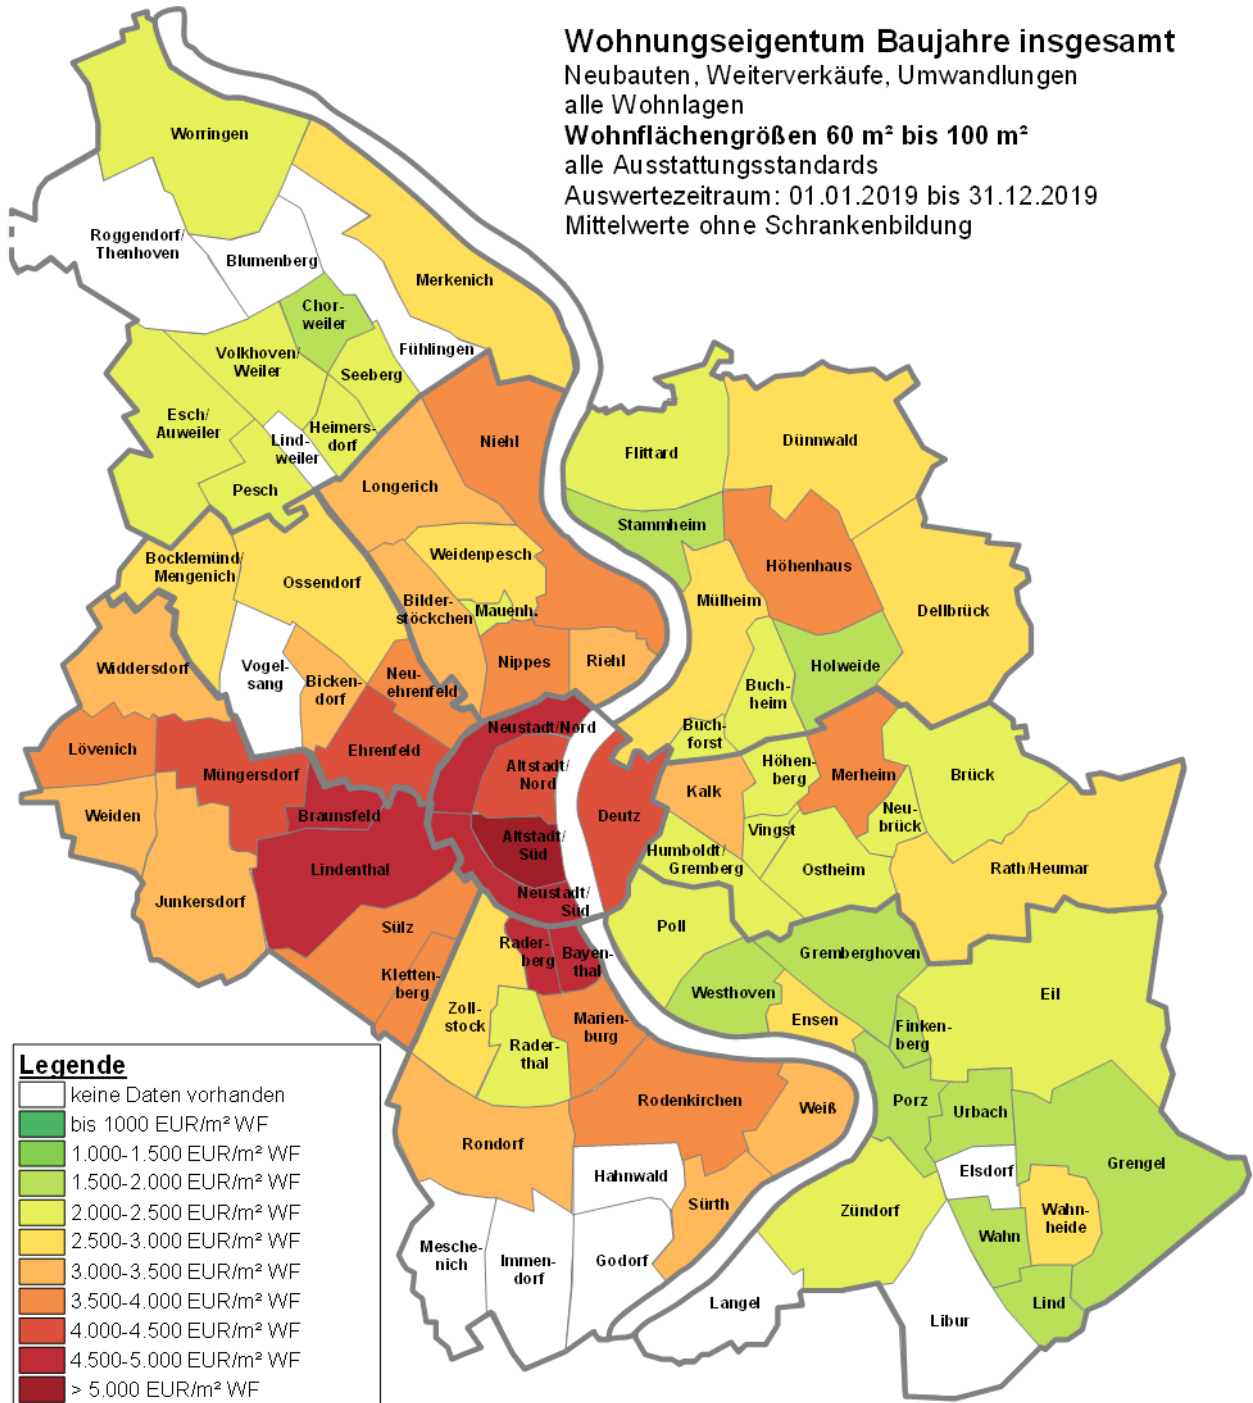 Wohnungseigentum Baujahre insgesamt
Neubauten, Weiterverkäufe, Umwandlungen
alle Wohnlagen
Wohnflächengrößen 60 m² bis 100 m²
alle Ausstattungsstandards
Auswertezeitraum: 01.01.2019 bis 31.12.2019
Mittelwerte ohne Schrankenbildung
Worringen
Roggendorf/
Thenhoven
Blumenberg
Merkenich
Chor-
weiler
Fühlingen
Volkhoven/
Weiler
Seeberg
Esch/
Auweiler
Lind-
weiler
Heimers-
dorf
Pesch
Niehl
Longerich
Flittard
Dünnwald
Stammheim
Höhenhaus
Bocklemünd/
Mengenich
Ossendorf
Weidenpesch
Bilder-
stöckchen
Mauenh.
Mülheim
Dellbrück
Widdersdorf
Vogel-
sang
Bicken-
dorf
Neu-
ehrenfeld
Nippes
Riehl
Holweide
Buch-
heim
Buch-
forst
Lövenich
Müngersdorf
Ehrenfeld
Neustadt/Nord
Altstadt/
Nord
Deutz
Kalk
Höhen-
berg
Merheim
Brück
Neu-
brück
Weiden
Braunsfeld
Lindenthal
Altstadt/
Süd
Neustadt/
Süd
Humboldt/
Gremberg
Vingst
Ostheim
Rath/Heumar
Junkersdorf
Sülz
Kletten-
berg
Rader-
berg
Bayen-
thal
Poll
Gremberghoven
Westhoven
Ensen
Finken-
berg
Eil
Zoll-
stock
Rader-
thal
Marien-
burg
Rodenkirchen
Weiß
Porz
Urbach
Elsdorf
Grengel
Rondorf
Hahnwald
Sürth
Zündorf
Wahn
Wahn-
heide
Mesche-
nich
Immen-
dorf
Godorf
Langel
Libur
Lind
Legende
keine Daten vorhanden
bis 1000 EUR/m² WF
1.000-1.500 EUR/m² WF
1.500-2.000 EUR/m² WF
2.000-2.500 EUR/m² WF
2.500-3.000 EUR/m² WF
3.000-3.500 EUR/m² WF
3.500-4.000 EUR/m² WF
4.000-4.500 EUR/m² WF
4.500-5.000 EUR/m² WF
> 5.000 EUR/m² WF